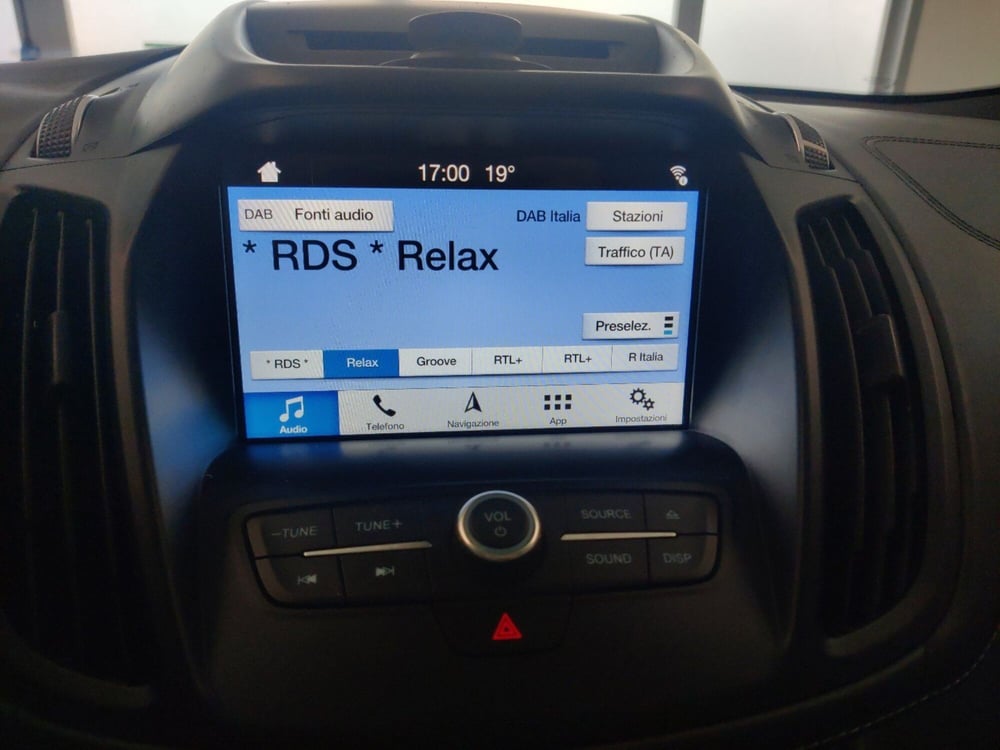 17:00 19°
DAB Fonti audio
DAB Italia Stazioni
* RDS * Relax
Traffico (TA)
Preselez.
* RDS * Relax Groove RTL+ RTL+ R Italia
Audio Telefono Navigazione App Impostazioni
−TUNE TUNE+ VOL SOURCE
SOUND DISP